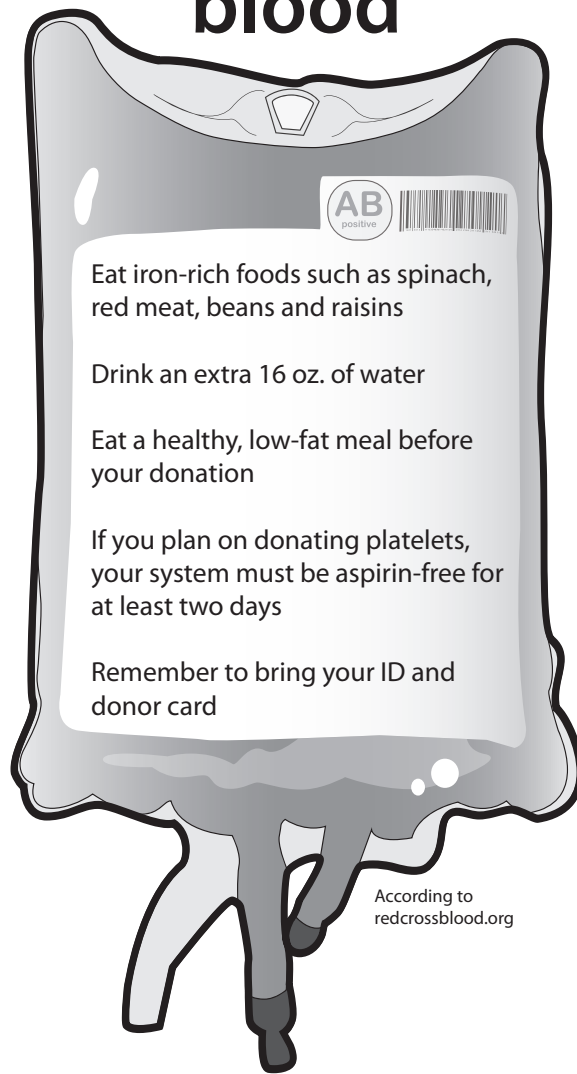 blood
AB
positive
Eat iron-rich foods such as spinach,
red meat, beans and raisins
Drink an extra 16 oz. of water
Eat a healthy, low-fat meal before
your donation
If you plan on donating platelets,
your system must be aspirin-free for
at least two days
Remember to bring your ID and
donor card
According to
redcrossblood.org